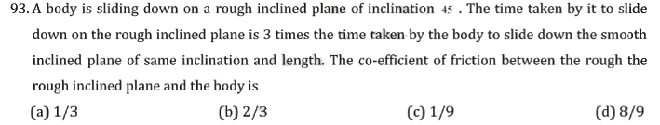 93. A body is sliding down on a rough inclined plane of inclination 45 . The time taken by it to slide
down on the rough inclined plane is 3 times the time taken by the body to slide down the smooth
inclined plane of same inclination and length. The co-efficient of friction between the rough the
rough inclined plane and the body is
(a) 1/3 (b) 2/3 (c) 1/9 (d) 8/9